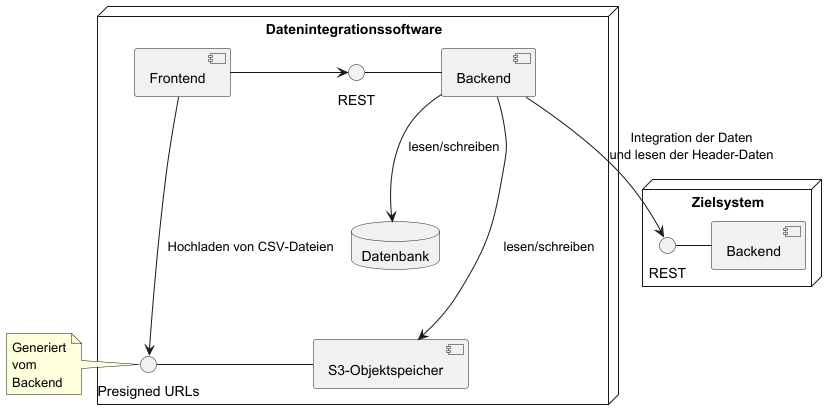 Datenintegrationssoftware
Frontend
REST
Backend
Integration der Daten
und lesen der Header-Daten
lesen/schreiben
Zielsystem
REST
Backend
Datenbank
Hochladen von CSV-Dateien
lesen/schreiben
Generiert
vom
Backend
Presigned URLs
S3-Objektspeicher